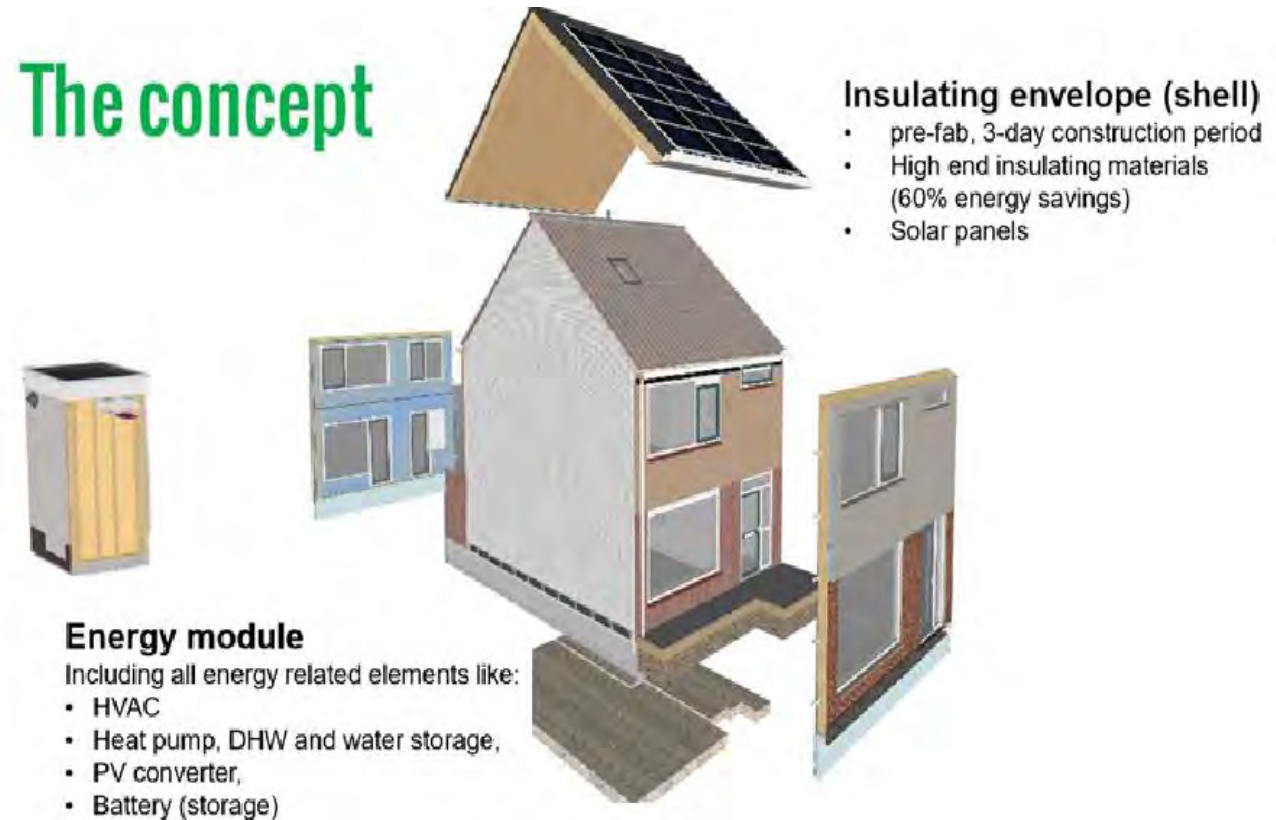 The concept
Insulating envelope (shell)
• pre-fab, 3-day construction period
• High end insulating materials
(60% energy savings)
• Solar panels
Energy module
Including all energy related elements like:
• HVAC
• Heat pump, DHW and water storage,
• PV converter,
• Battery (storage)